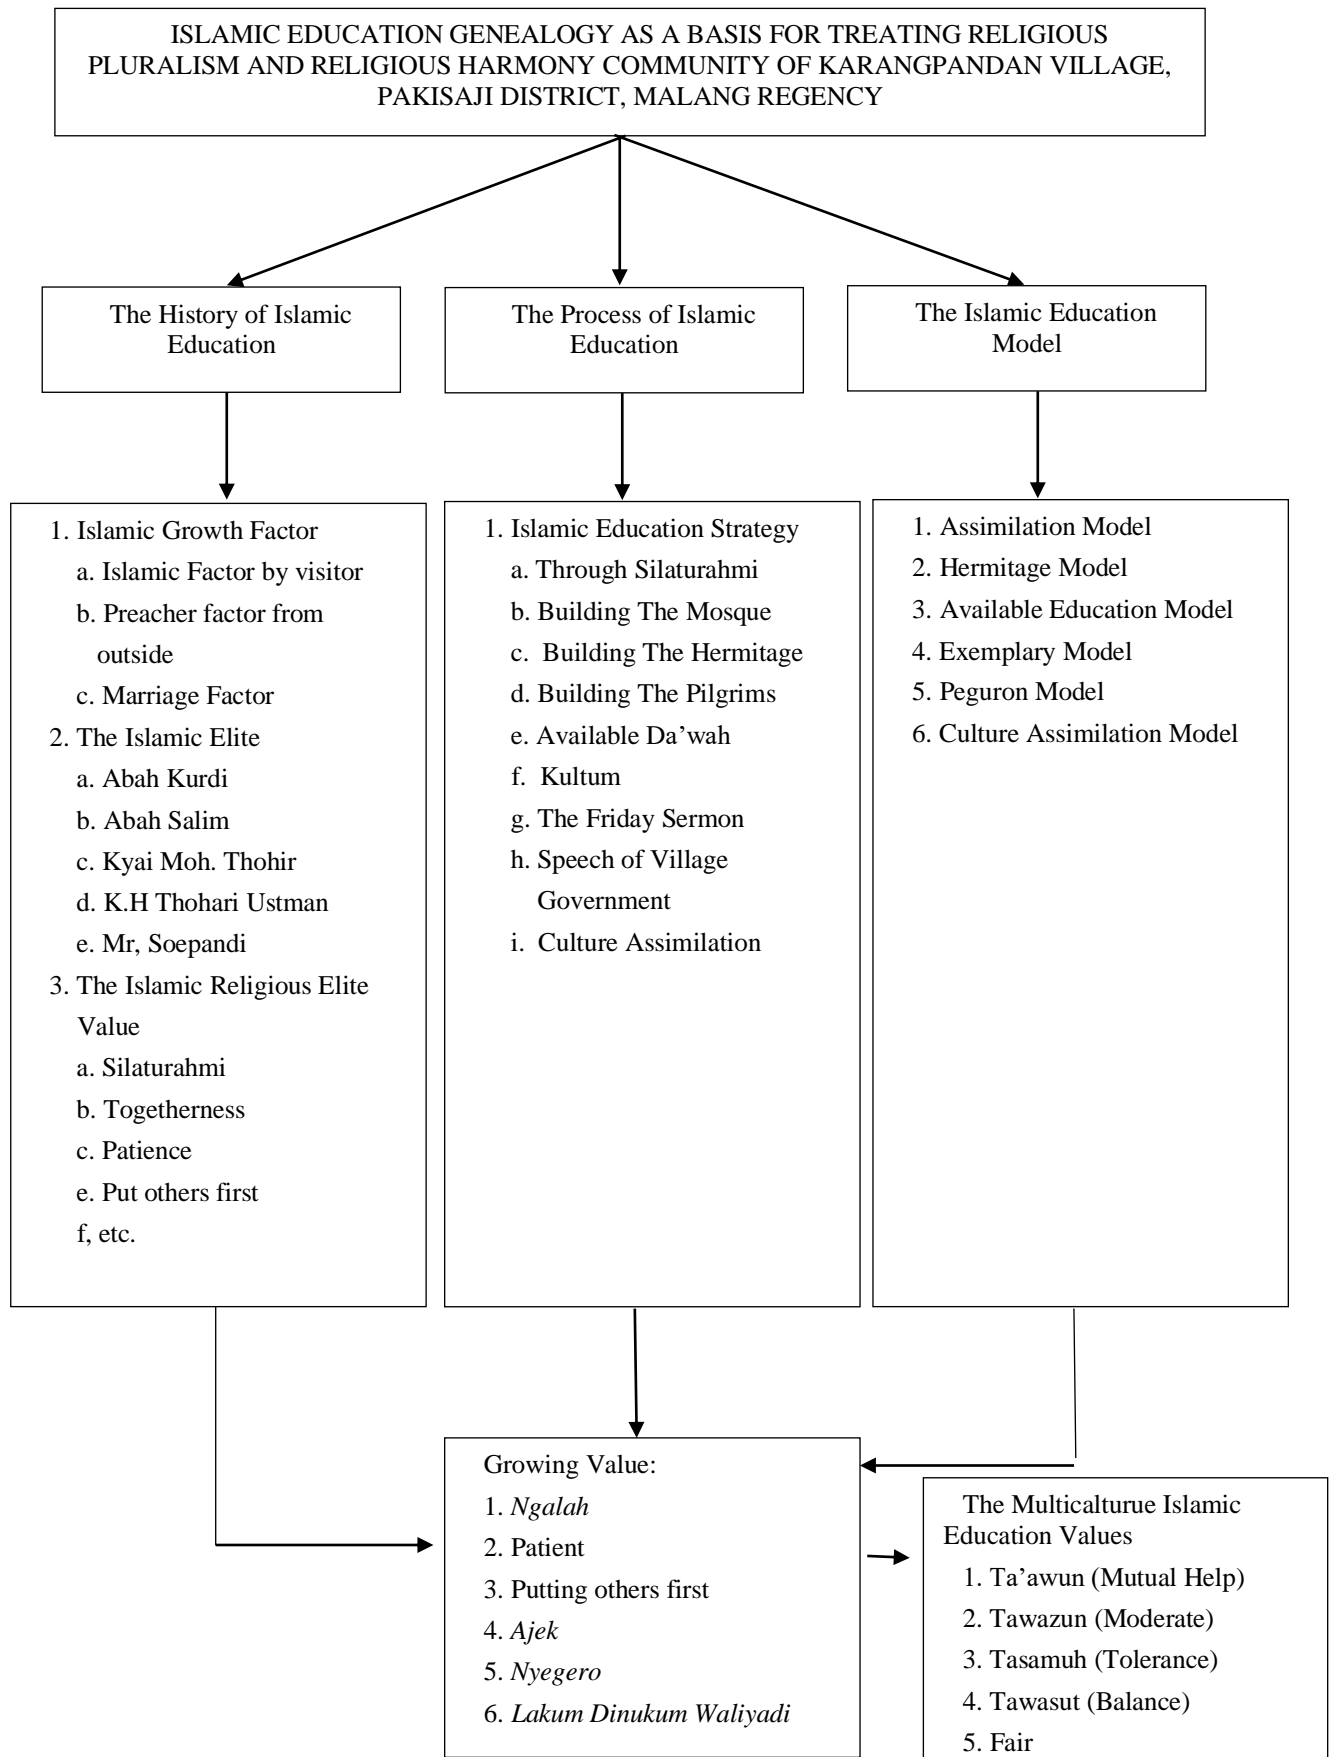 ISLAMIC EDUCATION GENEALOGY AS A BASIS FOR TREATING RELIGIOUS
PLURALISM AND RELIGIOUS HARMONY COMMUNITY OF KARANGPANDAN VILLAGE,
PAKISAJI DISTRICT, MALANG REGENCY
The History of Islamic
Education
The Process of Islamic
Education
The Islamic Education
Model
1. Islamic Growth Factor
a. Islamic Factor by visitor
b. Preacher factor from
outside
c. Marriage Factor
2. The Islamic Elite
a. Abah Kurdi
b. Abah Salim
c. Kyai Moh. Thohir
d. K.H Thohari Ustman
e. Mr, Soepandi
3. The Islamic Religious Elite
Value
a. Silaturahmi
b. Togetherness
c. Patience
e. Put others first
f, etc.
1. Islamic Education Strategy
a. Through Silaturahmi
b. Building The Mosque
c. Building The Hermitage
d. Building The Pilgrims
e. Available Da’wah
f. Kultum
g. The Friday Sermon
h. Speech of Village
Government
i. Culture Assimilation
1. Assimilation Model
2. Hermitage Model
3. Available Education Model
4. Exemplary Model
5. Peguron Model
6. Culture Assimilation Model
Growing Value:
1. Ngalah
2. Patient
3. Putting others first
4. Ajek
5. Nyegero
6. Lakum Dinukum Waliyadi
The Multicalturue Islamic
Education Values
1. Ta’awun (Mutual Help)
2. Tawazun (Moderate)
3. Tasamuh (Tolerance)
4. Tawasut (Balance)
5. Fair